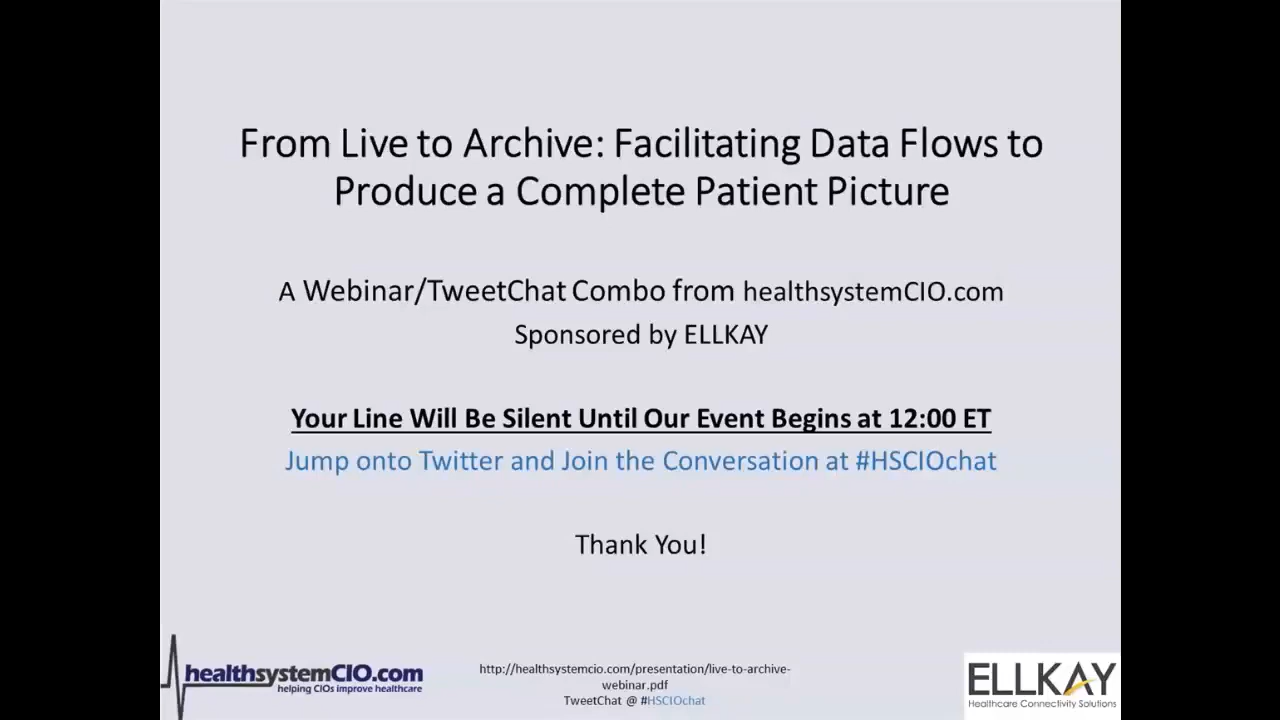 From Live to Archive: Facilitating Data Flows to
Produce a Complete Patient Picture
A Webinar/TweetChat Combo from healthsystemCIO.com
Sponsored by ELLKAY
Your Line Will Be Silent Until Our Event Begins at 12:00 ET
Jump onto Twitter and Join the Conversation at #HSCIOchat
Thank You!
healthsystemCIO.com
helping CIOs improve healthcare
http://healthsystemcio.com/presentation/live-to-archive-
webinar.pdf
TweetChat @ #HSCIOchat
ELLKAY
Healthcare Connectivity Solutions